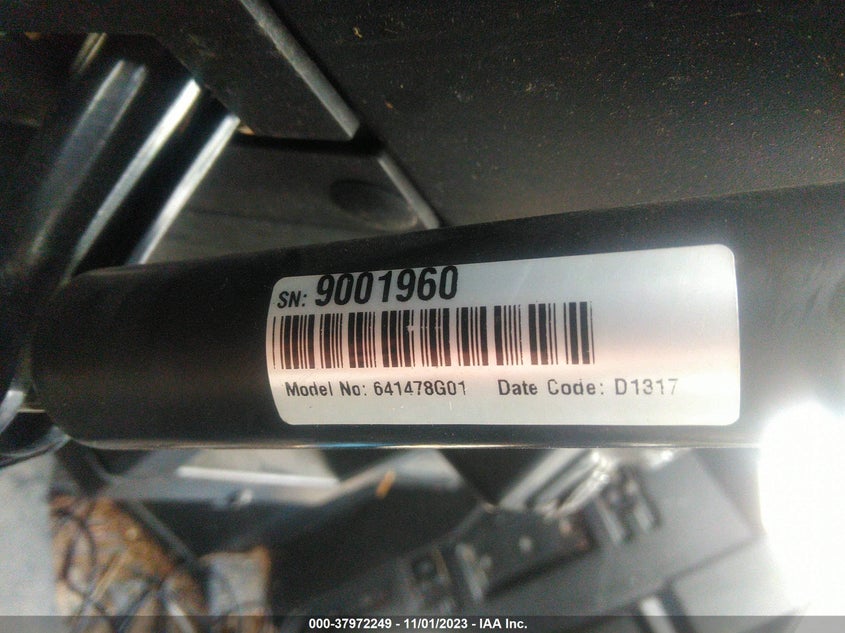 SN: 9001960
Model No: 641478G01 Date Code: D1317
000-37972249 - 11/01/2023 - IAA Inc.